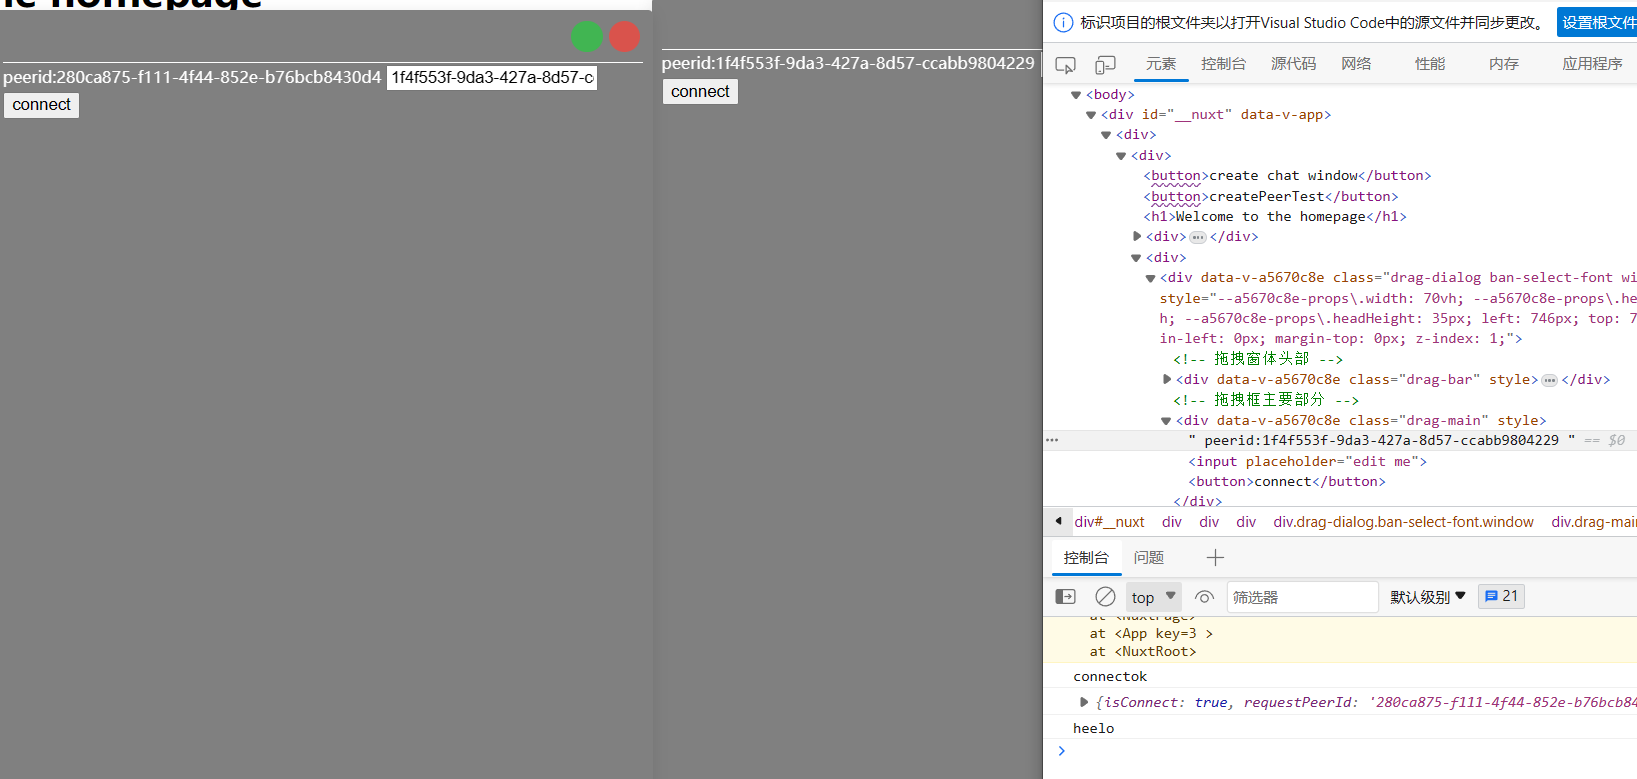 homepage
peerid:280ca875-f111-4f44-852e-b76bcb8430d4 1f4f553f-9da3-427a-8d57-c
connect
peerid:1f4f553f-9da3-427a-8d57-ccabb9804229
connect
标识项目的根文件夹以打开Visual Studio Code中的源文件并同步更改。 设置根文件
元素 控制台 源代码 网络 性能 内存 应用程序
<body>
<div id="__nuxt" data-v-app>
<div>
<div>
<button>create chat window</button>
<button>createPeerTest</button>
<h1>Welcome to the homepage</h1>
<div>…</div>
<div>
<div data-v-a5670c8e class="drag-dialog ban-select-font wi
style="--a5670c8e-props\.width: 70vh; --a5670c8e-props\.he
h; --a5670c8e-props\.headHeight: 35px; left: 746px; top: 7
in-left: 0px; margin-top: 0px; z-index: 1;">
<!-- 拖拽窗体头部 -->
<div data-v-a5670c8e class="drag-bar" style>…</div>
<!-- 拖拽框主要部分 -->
<div data-v-a5670c8e class="drag-main" style>
" peerid:1f4f553f-9da3-427a-8d57-ccabb9804229 " == $0
<input placeholder="edit me">
<button>connect</button>
</div>
div#__nuxt div div div div.drag-dialog.ban-select-font.window div.drag-mai
控制台 问题
top 筛选器 默认级别 21
at <NuxtPage>
at <App key=3 >
at <NuxtRoot>
connectok
{isConnect: true, requestPeerId: '280ca875-f111-4f44-852e-b76bcb84
heelo